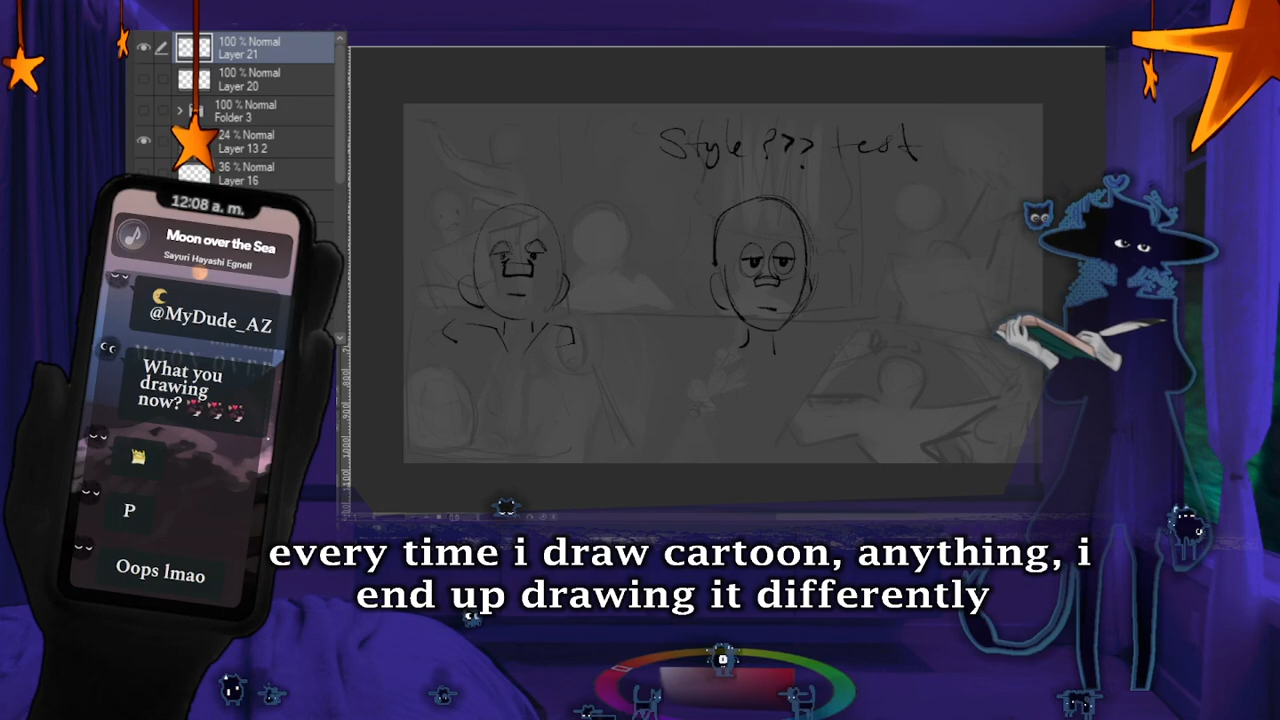 100 % Normal
Layer 21
100 % Normal
Layer 20
100 % Normal
Folder 3
24 % Normal
Layer 13 2
36 % Normal
Layer 16
Style ??? test
12:08 a. m.
Moon over the Sea
Sayuri Hayashi Egnell
@MyDude_AZ
MOON OVER
What you
drawing
now?
P
Oops lmao
every time i draw cartoon, anything, i
end up drawing it differently